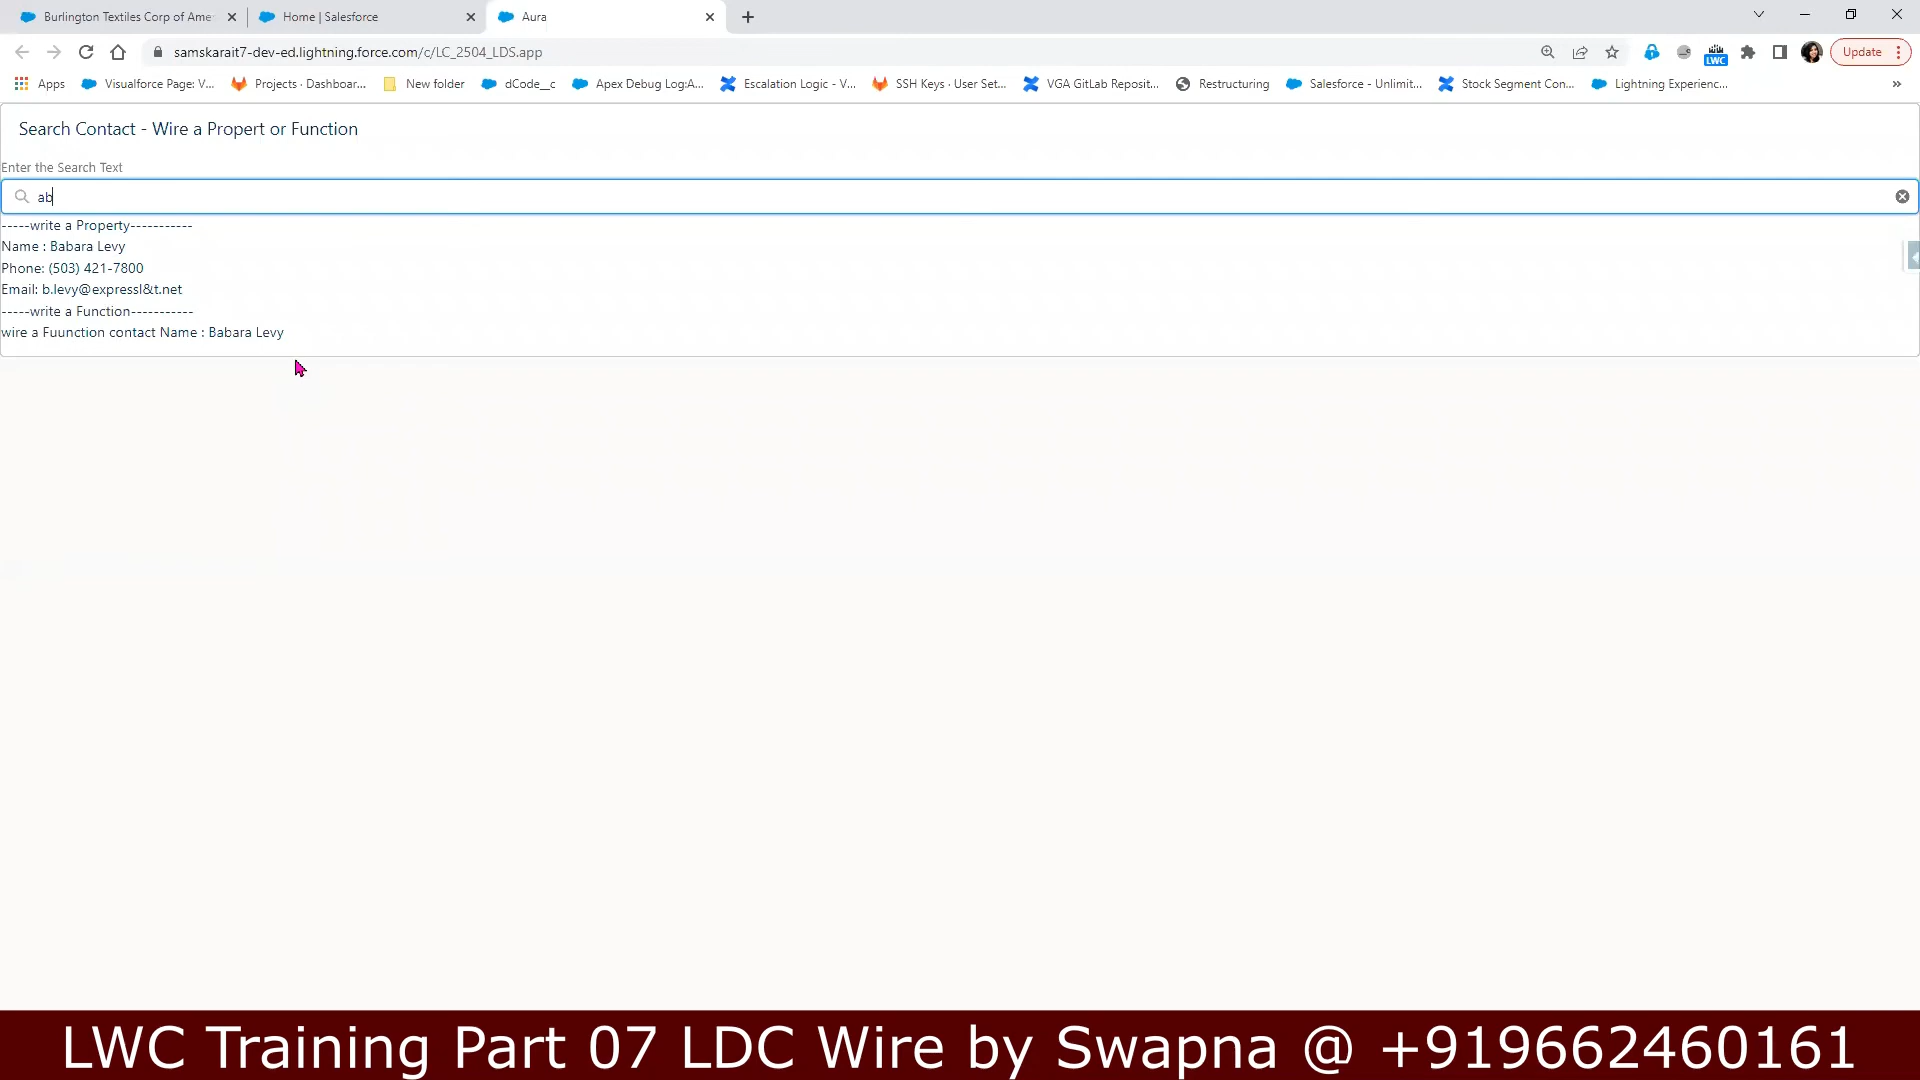 Burlington Textiles Corp of Ame
Home | Salesforce
Aura
samskarait7-dev-ed.lightning.force.com/c/LC_2504_LDS.app
LWC
Update
Apps
Visualforce Page: V...
Projects · Dashboar...
New folder
dCode__c
Apex Debug Log:A...
Escalation Logic - V...
SSH Keys · User Set...
VGA GitLab Reposit...
Restructuring
Salesforce - Unlimit...
Stock Segment Con...
Lightning Experienc...
Search Contact - Wire a Propert or Function
Enter the Search Text
ab
-----write a Property-----------
Name : Babara Levy
Phone: (503) 421-7800
Email: b.levy@expressl&t.net
-----write a Function-----------
wire a Fuunction contact Name : Babara Levy
LWC Training Part 07 LDC Wire by Swapna @ +919662460161